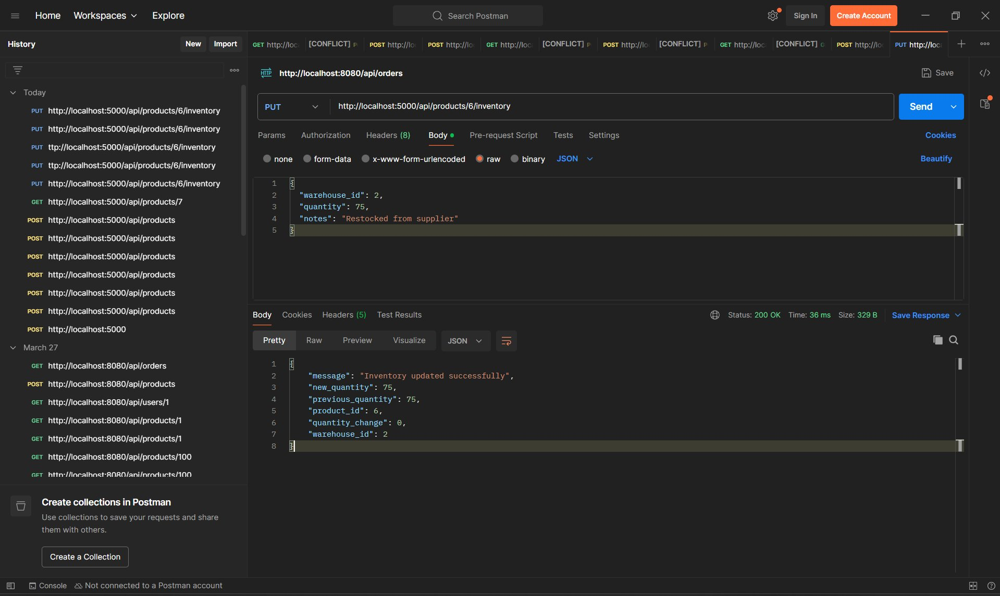 Home Workspaces Explore Search Postman Sign In Create Account
History New Import
GET http://loc [CONFLICT] P POST http://lo POST http://lo GET http://loc [CONFLICT] P POST http://lo [CONFLICT] P GET http://loc [CONFLICT] G POST http://lo PUT http://loc
HTTP http://localhost:8080/api/orders Save
PUT http://localhost:5000/api/products/6/inventory Send
Params Authorization Headers (8) Body Pre-request Script Tests Settings Cookies
none form-data x-www-form-urlencoded raw binary JSON Beautify
1 {
2 "warehouse_id": 2,
3 "quantity": 75,
4 "notes": "Restocked from supplier"
5 }
Today
PUT http://localhost:5000/api/products/6/inventory
PUT http://localhost:5000/api/products/6/inventory
PUT ttp://localhost:5000/api/products/6/inventory
PUT ttp://localhost:5000/api/products/6/inventory
PUT http://localhost:5000/api/products/6/inventory
GET http://localhost:5000/api/products/7
POST http://localhost:5000/api/products
POST http://localhost:5000/api/products
POST http://localhost:5000/api/products
POST http://localhost:5000/api/products
POST http://localhost:5000/api/products
POST http://localhost:5000/api/products
POST http://localhost:5000
March 27
GET http://localhost:8080/api/orders
POST http://localhost:8080/api/products
GET http://localhost:8080/api/users/1
GET http://localhost:8080/api/products/1
GET http://localhost:8080/api/products/1
GET http://localhost:8080/api/products/100
GET http://localhost:8080/api/products/100
Body Cookies Headers (5) Test Results Status: 200 OK Time: 36 ms Size: 329 B Save Response
Pretty Raw Preview Visualize JSON
1 {
2 "message": "Inventory updated successfully",
3 "new_quantity": 75,
4 "previous_quantity": 75,
5 "product_id": 6,
6 "quantity_change": 0,
7 "warehouse_id": 2
8 }
Create collections in Postman
Use collections to save your requests and share
them with others.
Create a Collection
Console Not connected to a Postman account